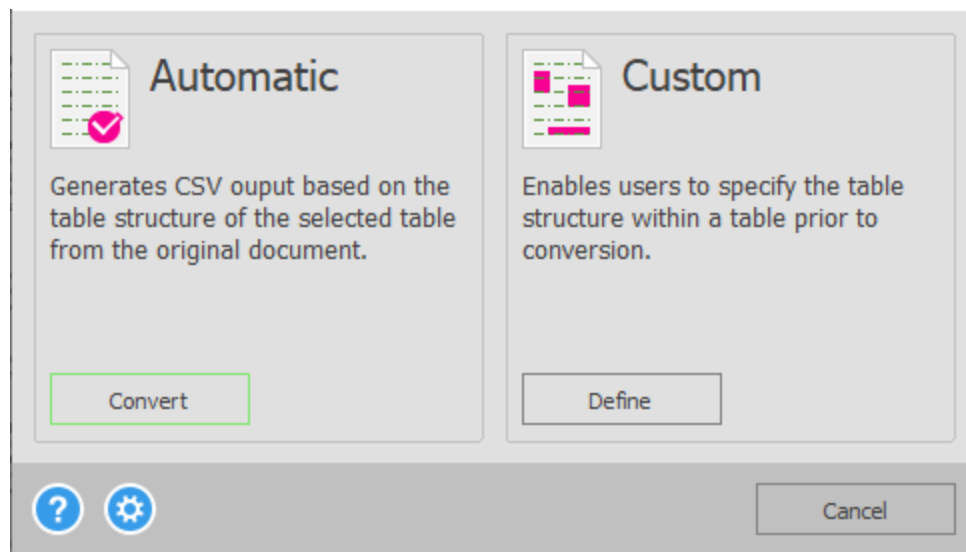 Automatic
Generates CSV ouput based on the
table structure of the selected table
from the original document.
Convert
Custom
Enables users to specify the table
structure within a table prior to
conversion.
Define
?
Cancel